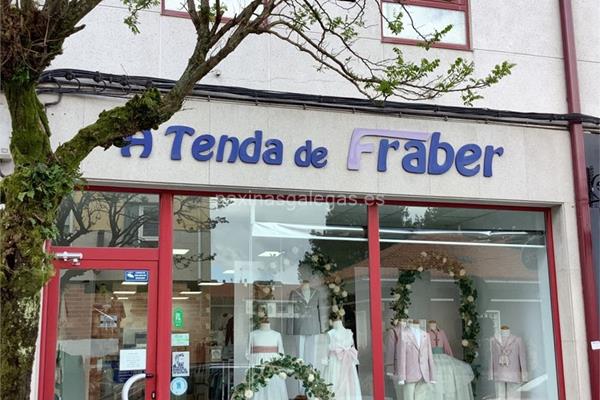 A Tenda de Fraber
paxinasgalegas.es